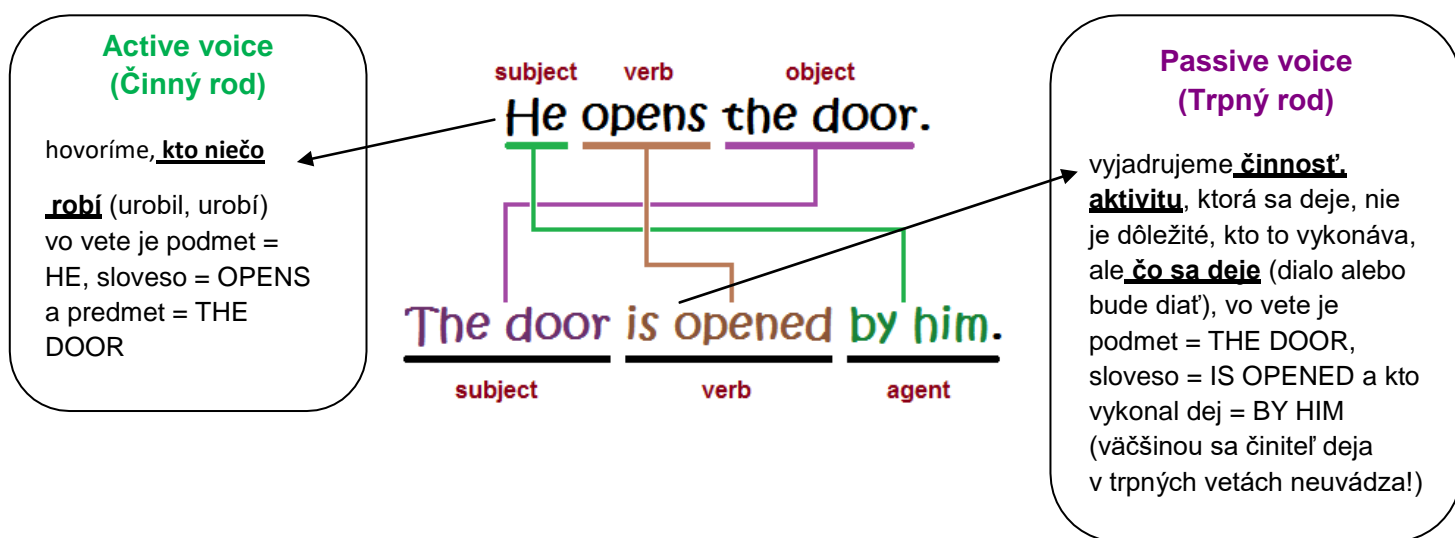 Active voice
(Činný rod)
hovoríme, kto niečo
robí (urobil, urobí)
vo vete je podmet =
HE, sloveso = OPENS
a predmet = THE
DOOR
subject verb object
He opens the door.
The door is opened by him.
subject verb agent
Passive voice
(Trpný rod)
vyjadrujeme činnosť,
aktivitu, ktorá sa deje, nie
je dôležité, kto to vykonáva,
ale čo sa deje (dialo alebo
bude diať), vo vete je
podmet = THE DOOR,
sloveso = IS OPENED a kto
vykonal dej = BY HIM
(väčšinou sa činiteľ deja
v trpných vetách neuvádza!)